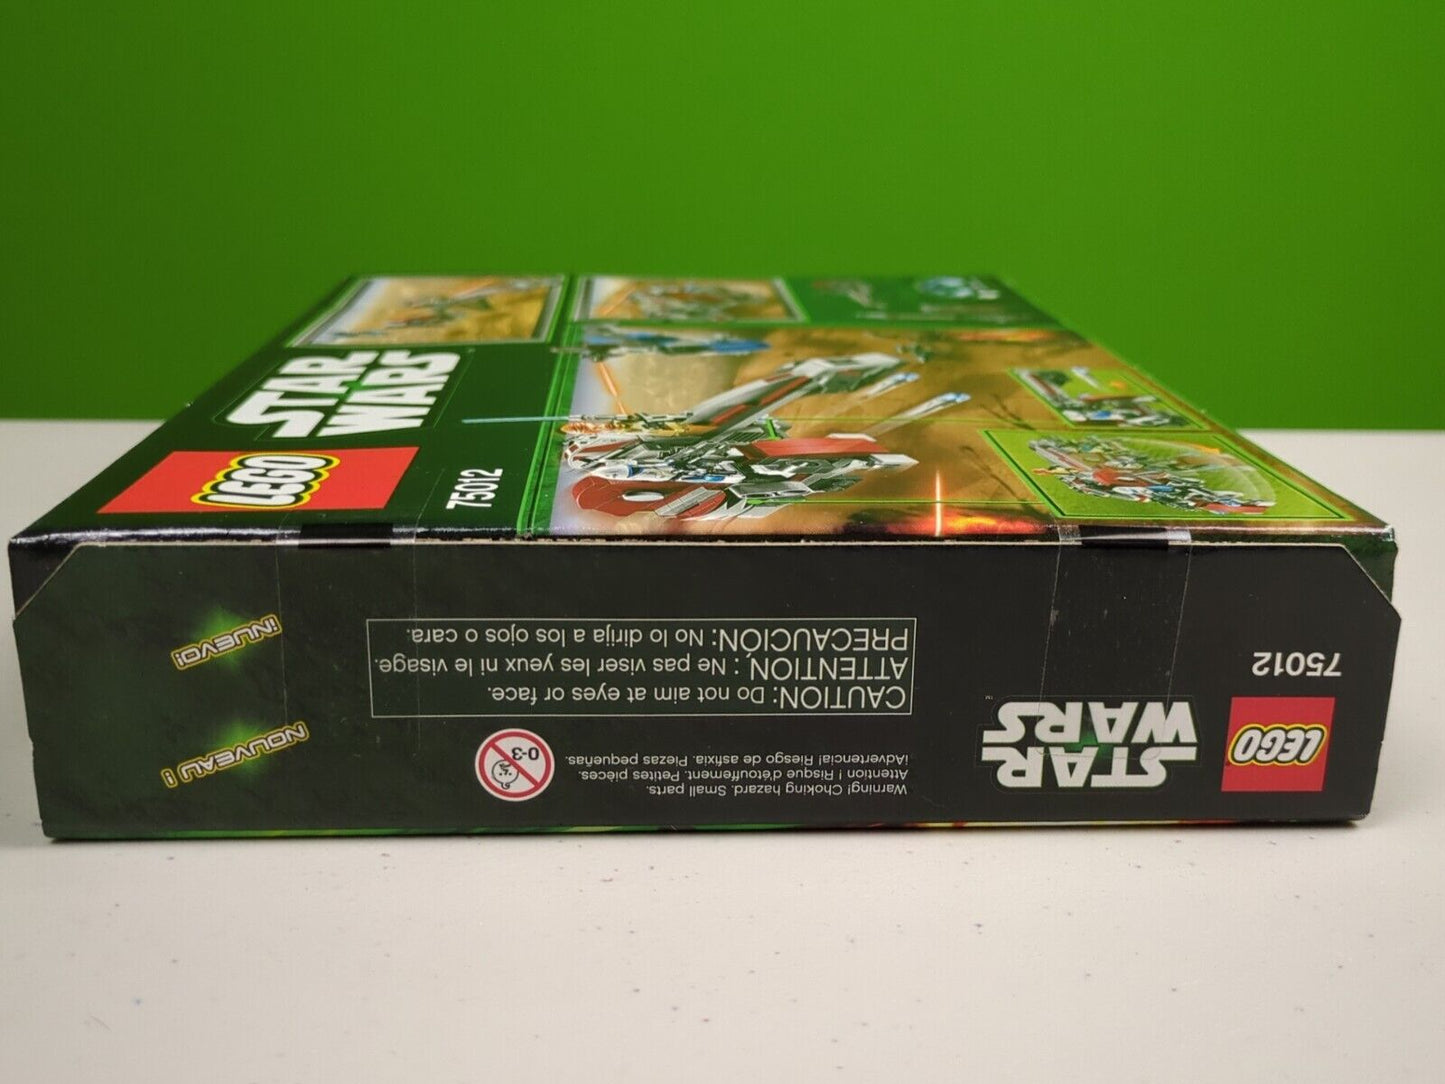 STAR
WARS
LEGO
75012
75012
LEGO
STAR
WARS
™
Warning! Choking hazard. Small parts.
Attention ! Risque d'étouffement. Petites pièces.
¡Advertencia! Riesgo de asfixia. Piezas pequeñas.
0-3
CAUTION: Do not aim at eyes or face.
ATTENTION : Ne pas viser les yeux ni le visage.
PRECAUCIÓN: No lo dirija a los ojos o cara.
NOUVEAU !
¡NUEVO!